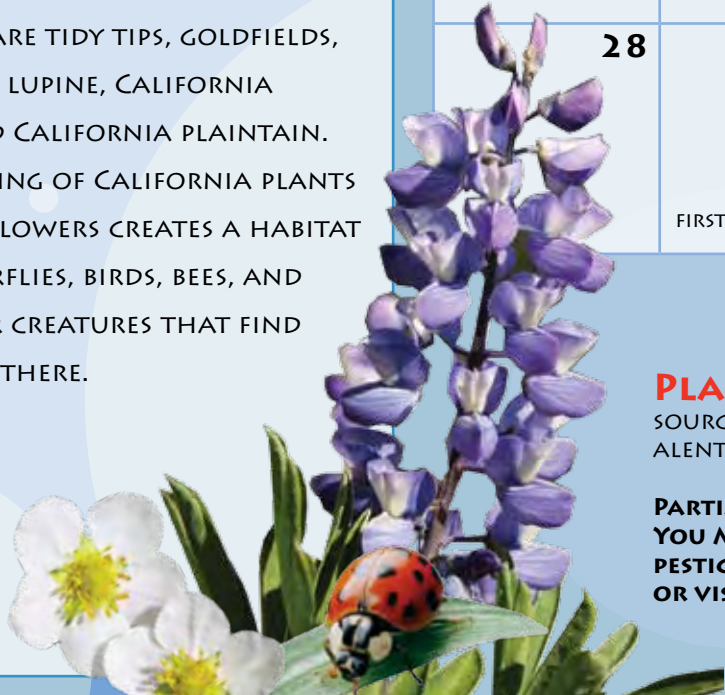 ARE TIDY TIPS, GOLDFIELDS,
LUPINE, CALIFORNIA
CALIFORNIA PLAINTAIN.
ING OF CALIFORNIA PLANTS
LOWERS CREATES A HABITAT
RFLIES, BIRDS, BEES, AND
CREATURES THAT FIND
THERE.
28
FIRST
PLA
SOURC
ALENT
PARTI
YOU M
PESTIC
OR VIS